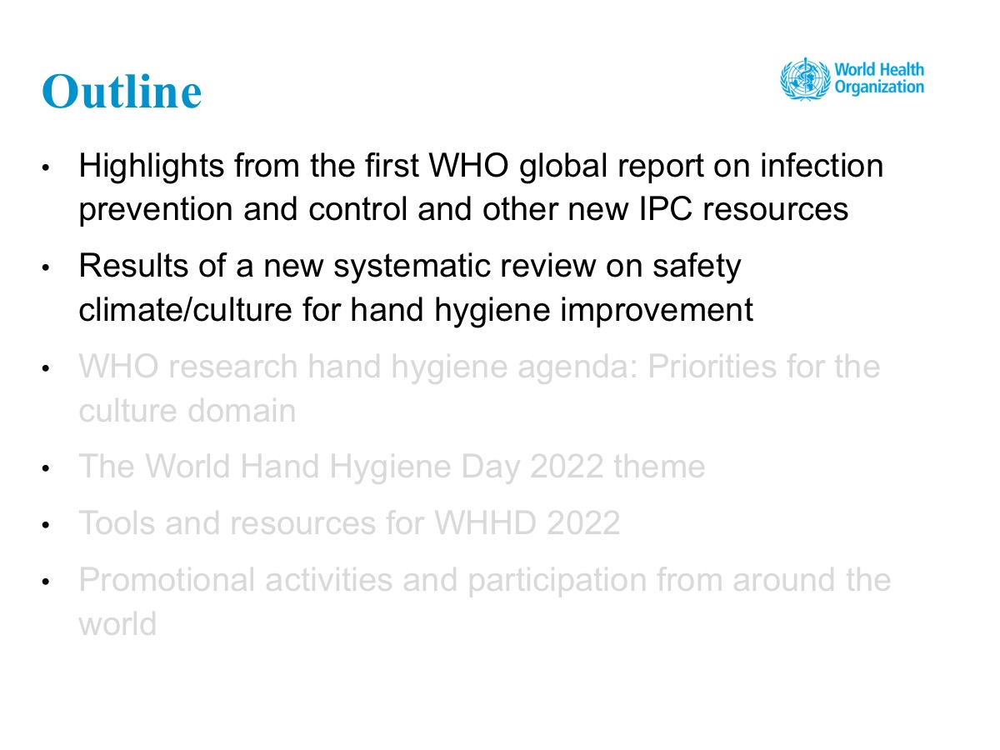 Outline
World Health
Organization
• Highlights from the first WHO global report on infection
prevention and control and other new IPC resources
• Results of a new systematic review on safety
climate/culture for hand hygiene improvement
• WHO research hand hygiene agenda: Priorities for the
culture domain
• The World Hand Hygiene Day 2022 theme
• Tools and resources for WHHD 2022
• Promotional activities and participation from around the
world